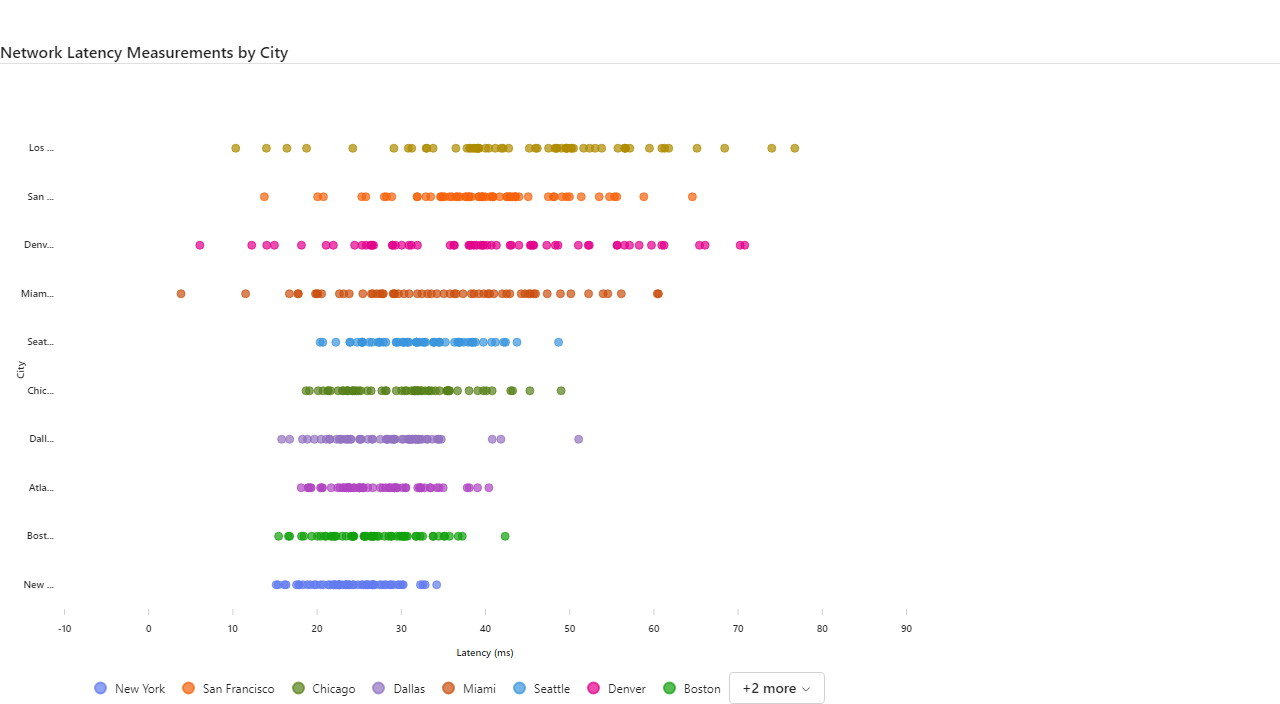 Network Latency Measurements by City
Los ...
San ...
Denv...
Miam...
Seat...
Chic...
Dall...
Atla...
Bost...
New ...
City
-10 0 10 20 30 40 50 60 70 80 90
Latency (ms)
New York San Francisco Chicago Dallas Miami Seattle Denver Boston +2 more